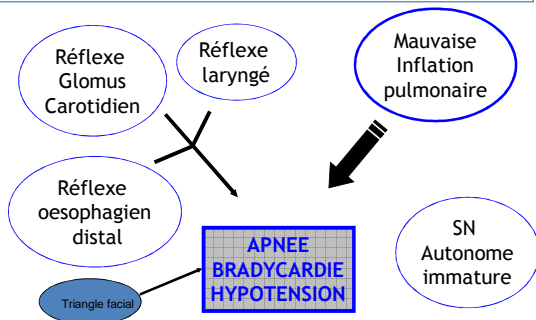 Réflexe
Glomus
Carotidien
Réflexe
laryngé
Mauvaise
Inflation
pulmonaire
Réflexe
oesophagien
distal
APNEE
BRADYCARDIE
HYPOTENSION
SN
Autonome
immature
Triangle facial